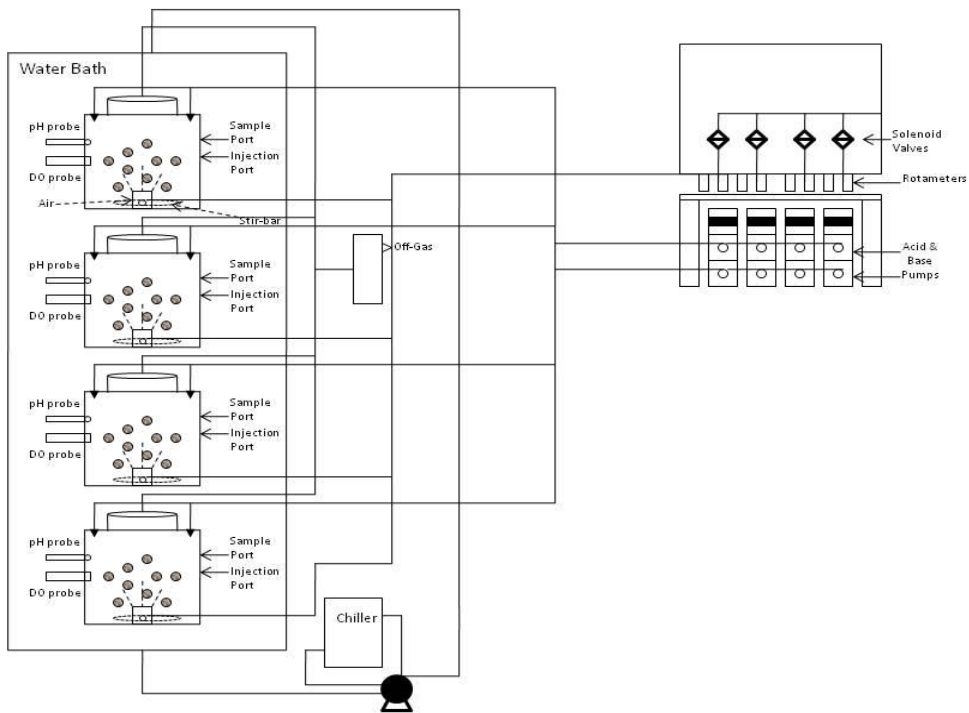 Water Bath
pH probe
DO probe
Air
Stir-bar
Sample
Port
Injection
Port
pH probe
DO probe
Sample
Port
Injection
Port
pH probe
DO probe
Sample
Port
Injection
Port
pH probe
DO probe
Sample
Port
Injection
Port
Off-Gas
Chiller
Solenoid
Valves
Rotameters
Acid &
Base
Pumps